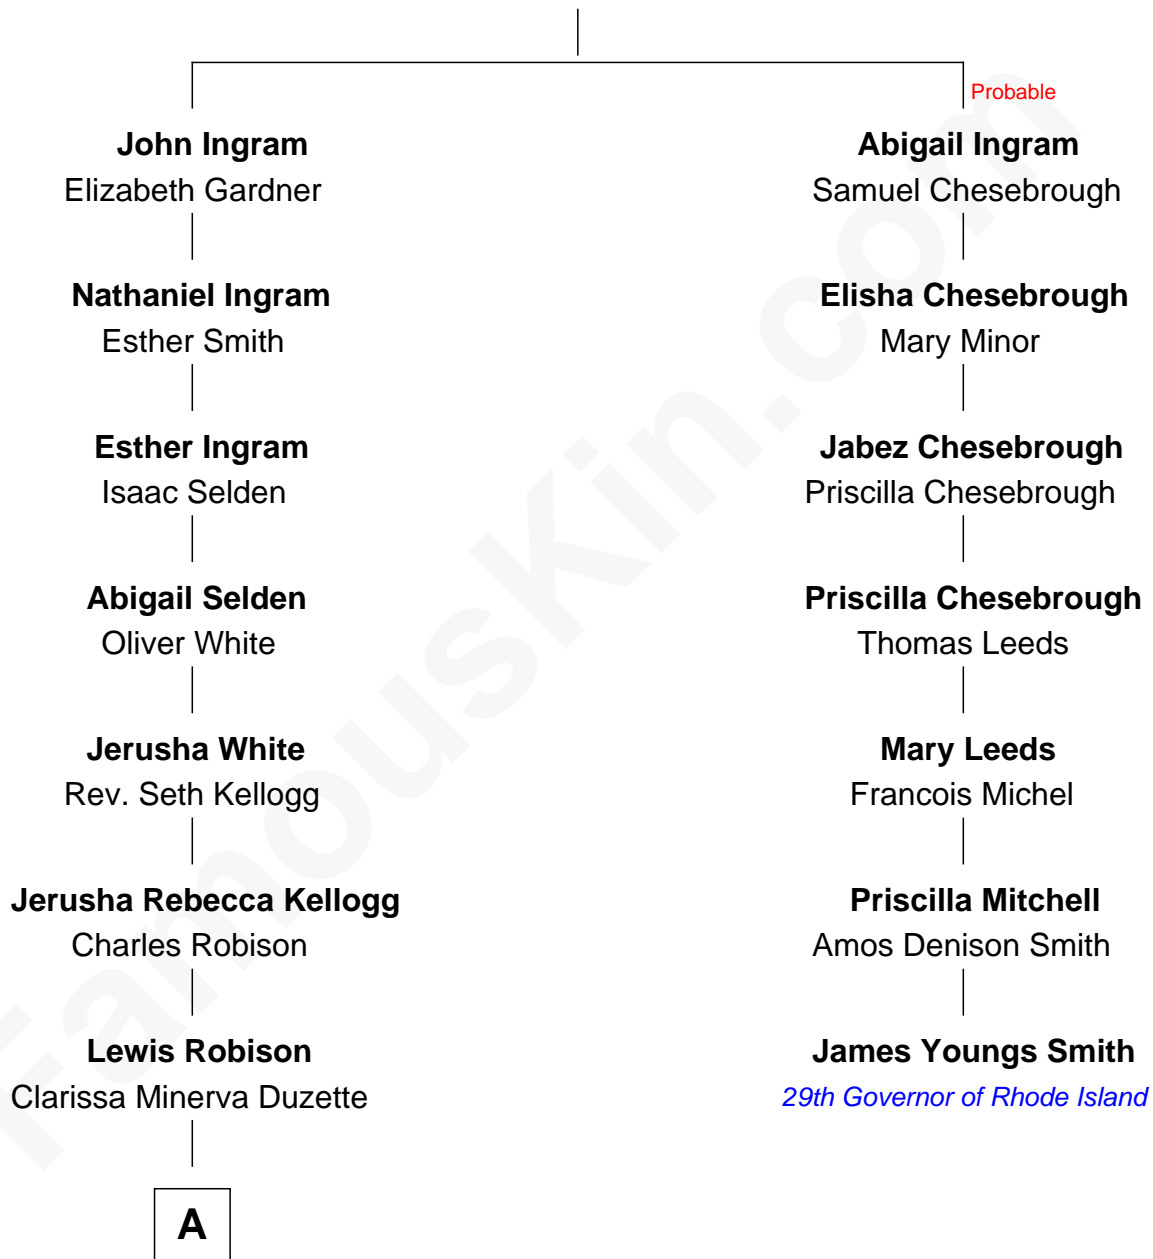 Probable
John Ingram
Elizabeth Gardner
Abigail Ingram
Samuel Chesebrough
Nathaniel Ingram
Esther Smith
Elisha Chesebrough
Mary Minor
Esther Ingram
Isaac Selden
Jabez Chesebrough
Priscilla Chesebrough
Abigail Selden
Oliver White
Priscilla Chesebrough
Thomas Leeds
Jerusha White
Rev. Seth Kellogg
Mary Leeds
Francois Michel
Jerusha Rebecca Kellogg
Charles Robison
Priscilla Mitchell
Amos Denison Smith
Lewis Robison
Clarissa Minerva Duzette
James Youngs Smith
29th Governor of Rhode Island
A
FamousKin.com